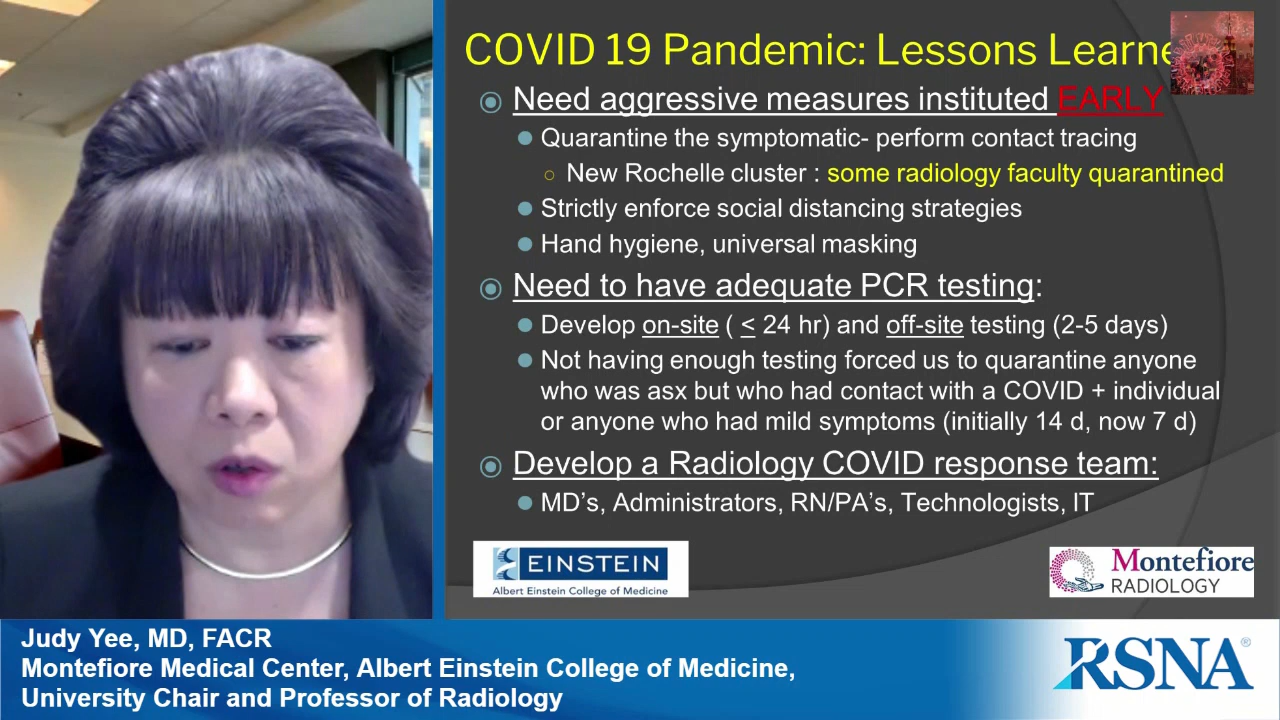 COVID 19 Pandemic: Lessons Learne
Need aggressive measures instituted EARLY
Quarantine the symptomatic- perform contact tracing
New Rochelle cluster : some radiology faculty quarantined
Strictly enforce social distancing strategies
Hand hygiene, universal masking
Need to have adequate PCR testing:
Develop on-site ( < 24 hr) and off-site testing (2-5 days)
Not having enough testing forced us to quarantine anyone
who was asx but who had contact with a COVID + individual
or anyone who had mild symptoms (initially 14 d, now 7 d)
Develop a Radiology COVID response team:
MD's, Administrators, RN/PA's, Technologists, IT
EINSTEIN
Albert Einstein College of Medicine
Montefiore
RADIOLOGY
Judy Yee, MD, FACR
Montefiore Medical Center, Albert Einstein College of Medicine,
University Chair and Professor of Radiology
RSNA®